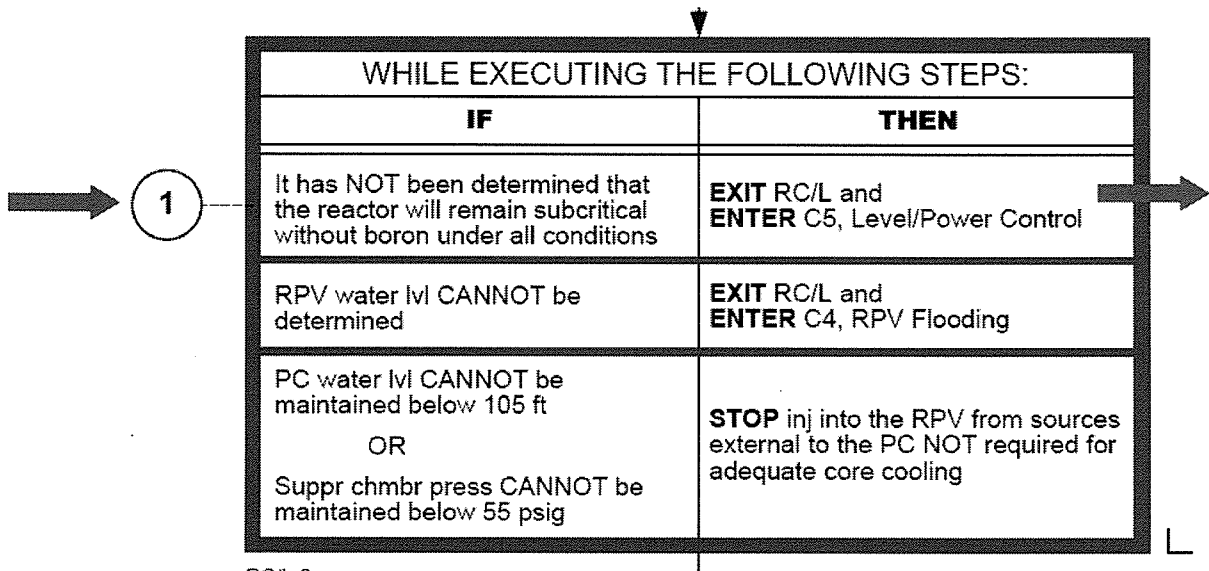 WHILE EXECUTING THE FOLLOWING STEPS:
IF
THEN
1
It has NOT been determined that
the reactor will remain subcritical
without boron under all conditions
EXIT RC/L and
ENTER C5, Level/Power Control
RPV water lvl CANNOT be
determined
EXIT RC/L and
ENTER C4, RPV Flooding
PC water lvl CANNOT be
maintained below 105 ft
OR
Suppr chmbr press CANNOT be
maintained below 55 psig
STOP inj into the RPV from sources
external to the PC NOT required for
adequate core cooling